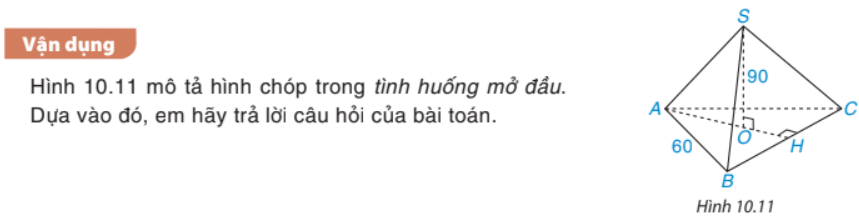 Vận dụng
Hình 10.11 mô tả hình chóp trong tình huống mở đầu.
Dựa vào đó, em hãy trả lời câu hỏi của bài toán.
S
90
A
C
O
H
60
B
Hình 10.11